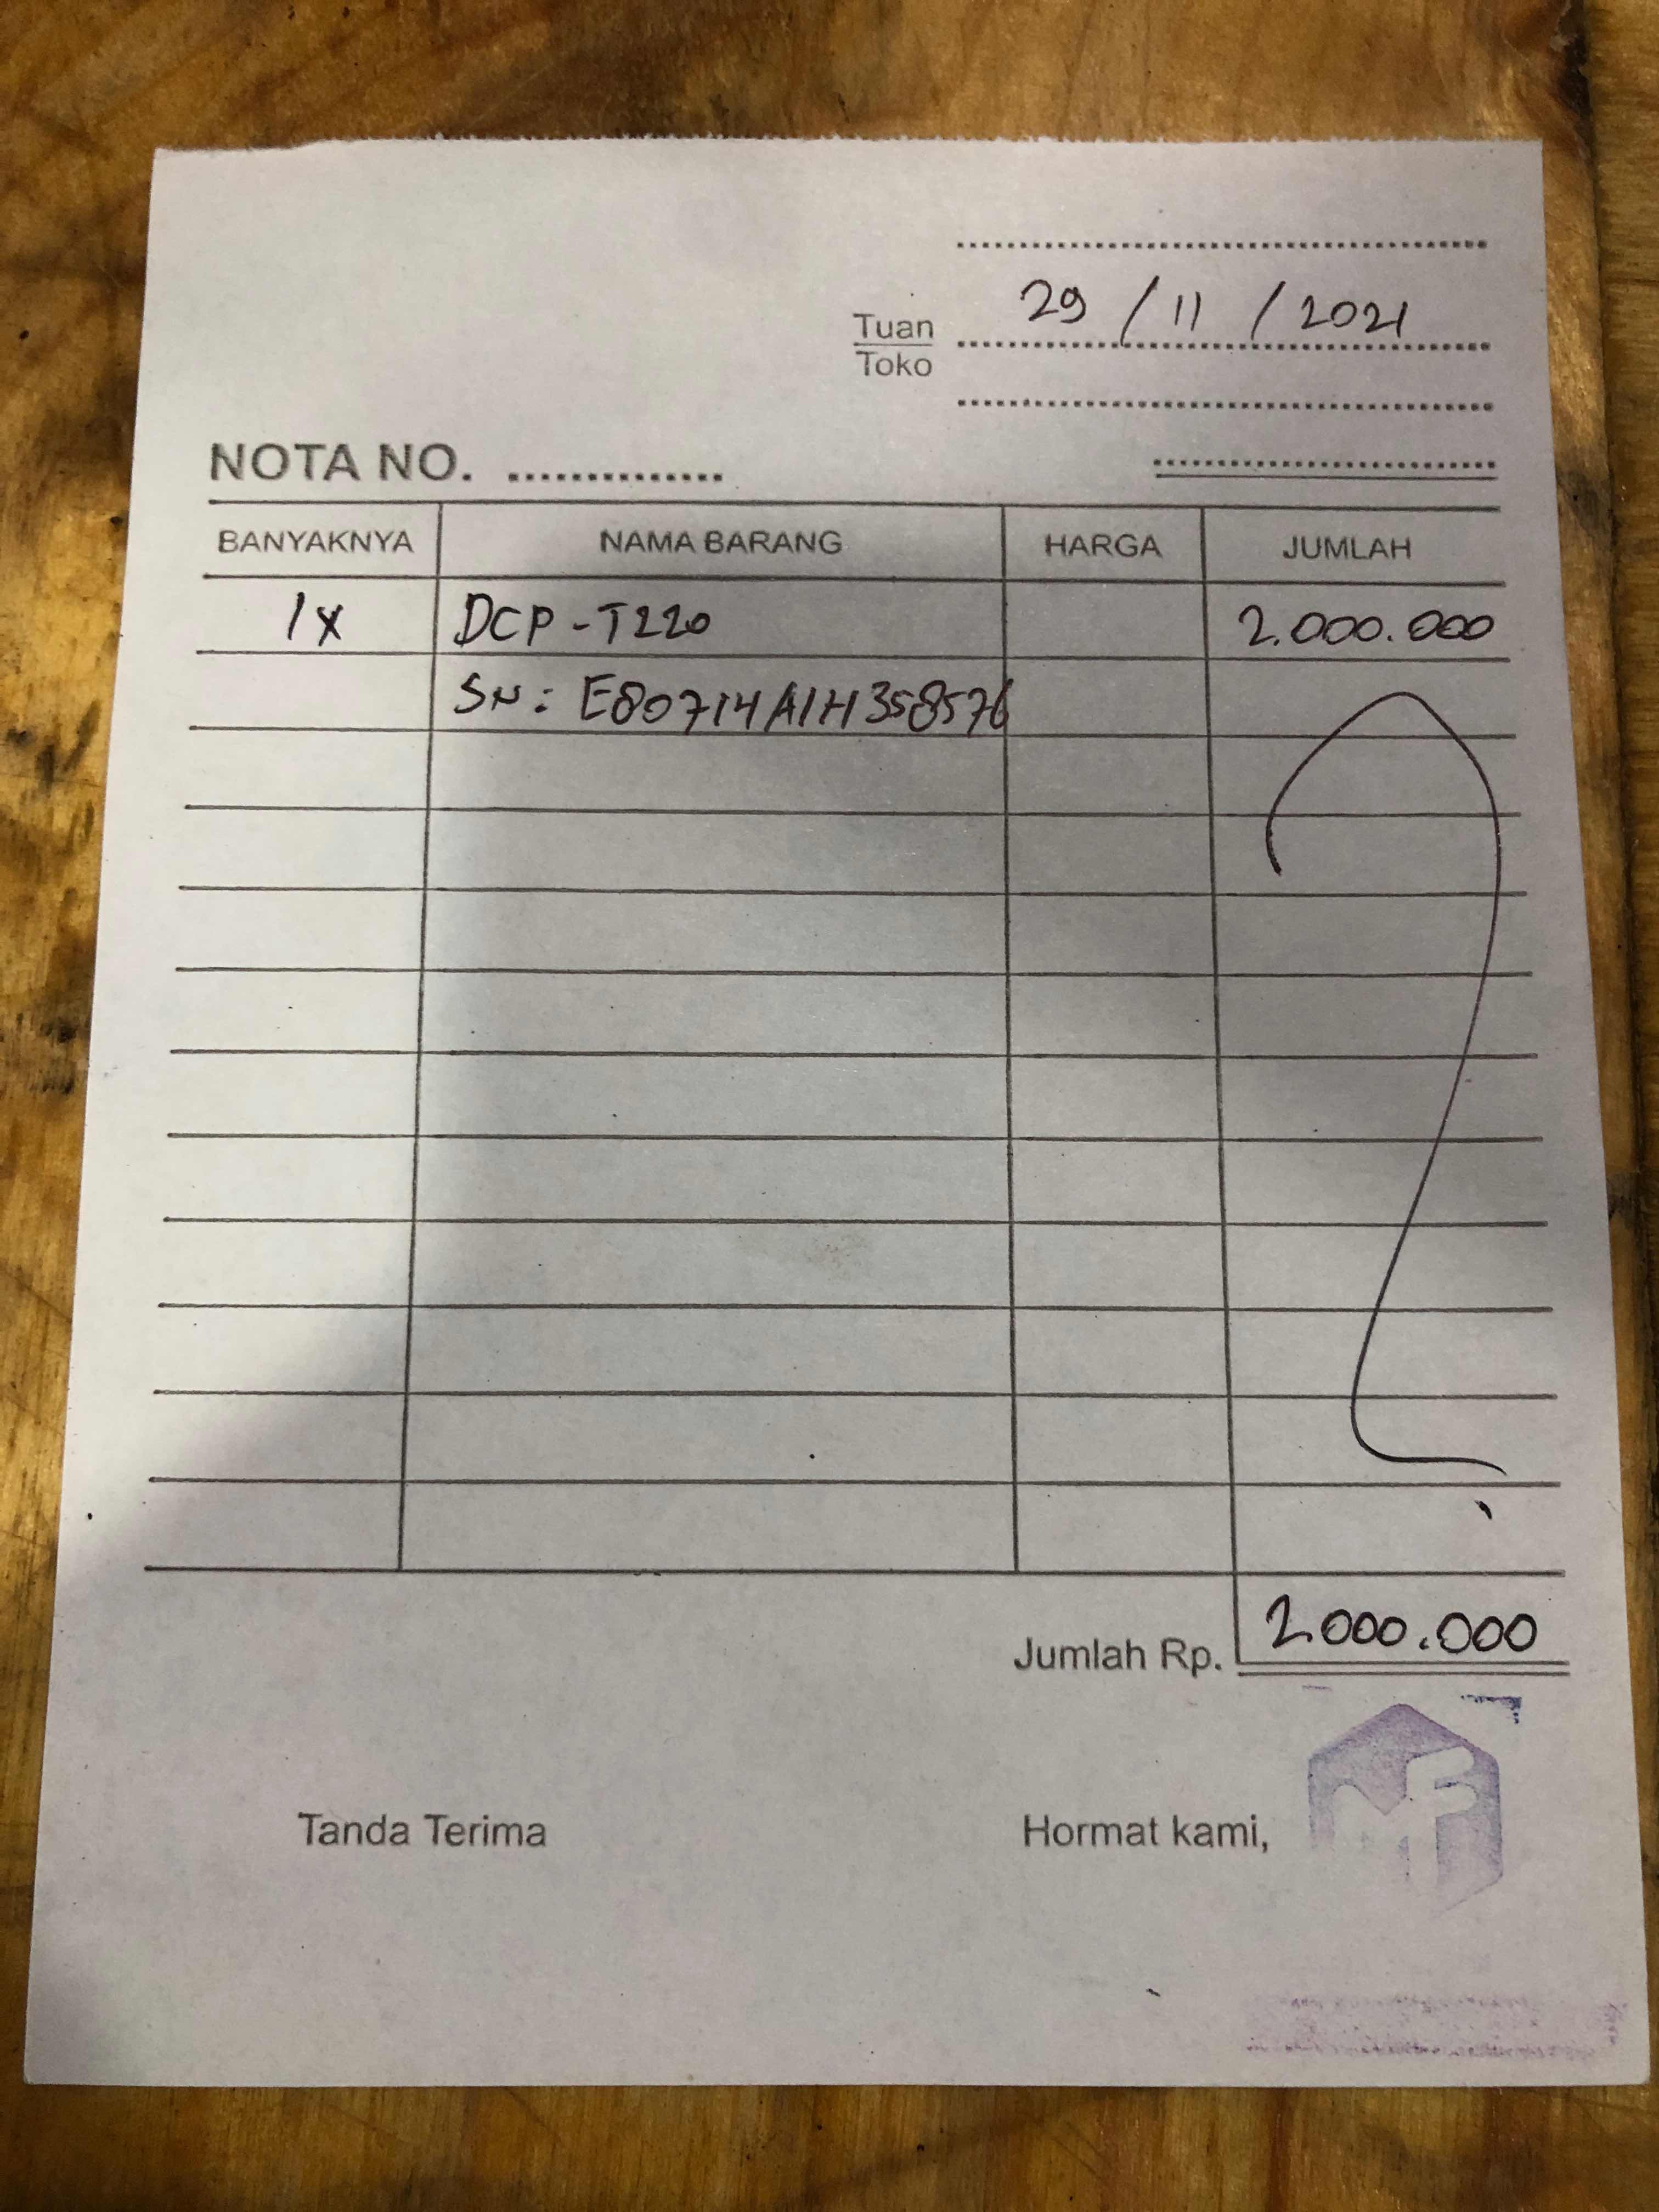 29 / 11 / 2021
Tuan
Toko
NOTA NO. ..............
BANYAKNYA NAMA BARANG HARGA JUMLAH
1x DCP-T220 2.000.000
SN: E80714A1H358576
Jumlah Rp. 2.000.000
Tanda Terima Hormat kami,
MF